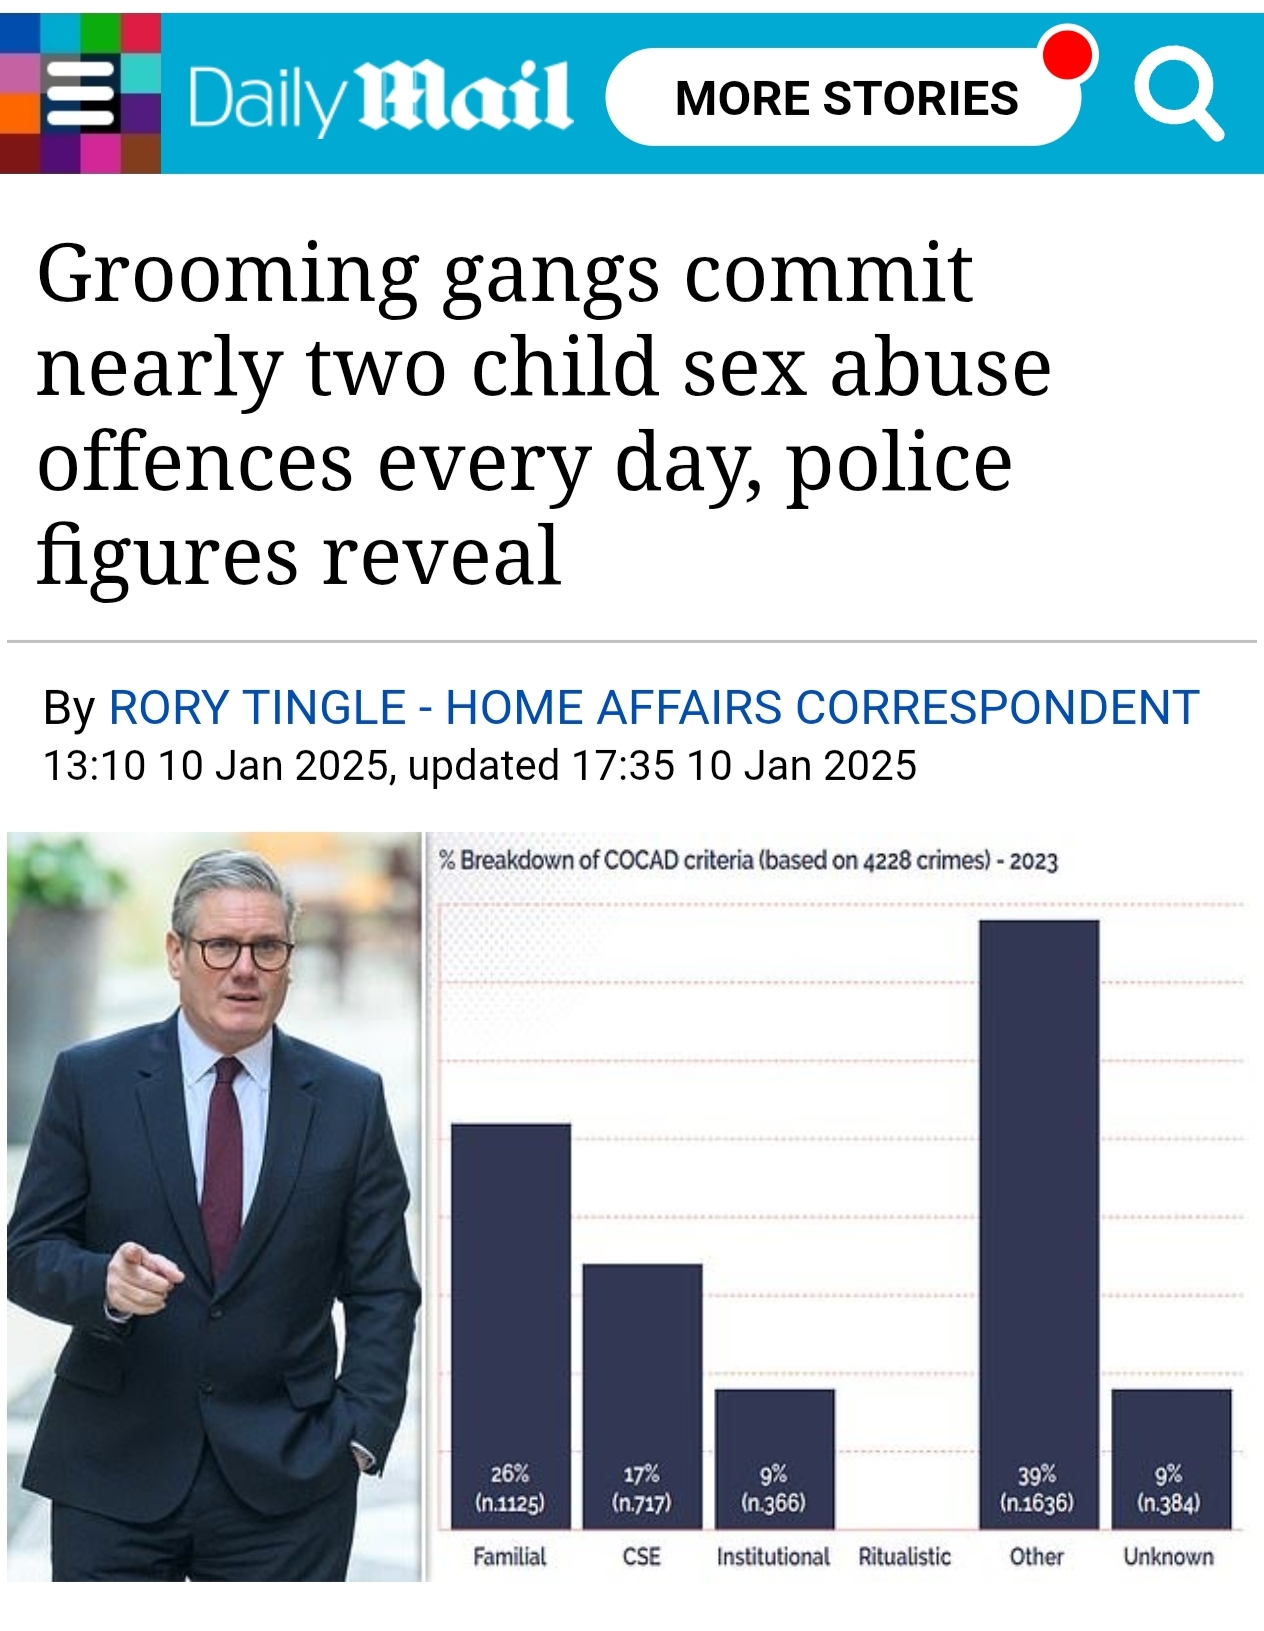 Daily Mail
MORE STORIES
Grooming gangs commit
nearly two child sex abuse
offences every day, police
figures reveal
By RORY TINGLE - HOME AFFAIRS CORRESPONDENT
13:10 10 Jan 2025, updated 17:35 10 Jan 2025
% Breakdown of COCAD criteria (based on 4228 crimes) - 2023
26% 17% 9% 39% 9%
(n.1125) (n.717) (n.366) (n.1636) (n.384)
Familial CSE Institutional Ritualistic Other Unknown